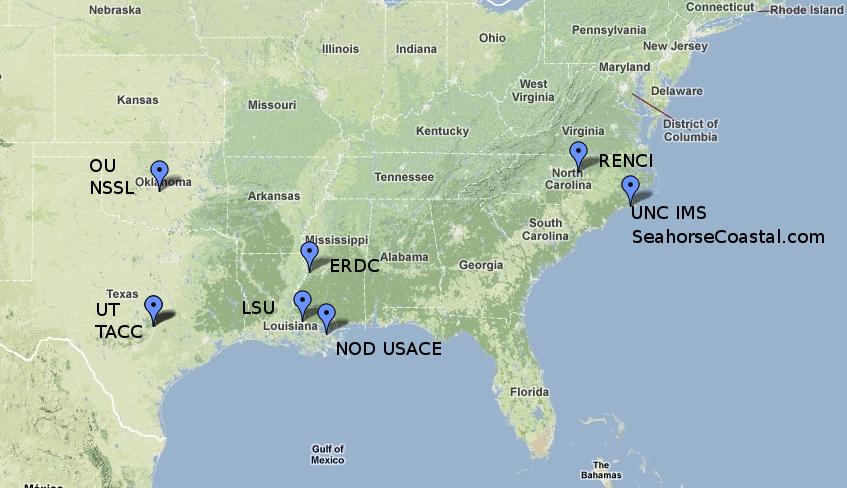 Nebraska
Connecticut
Rhode Island
Pennsylvania
Ohio
Illinois
Indiana
New Jersey
Maryland
Delaware
West
Virginia
Kansas
Missouri
District of
Columbia
Kentucky
Virginia
OU
NSSL
Oklahoma
RENCI
Tennessee
North
Carolina
Arkansas
UNC IMS
SeahorseCoastal.com
South
Carolina
Mississippi
Alabama
Georgia
ERDC
Texas
UT
TACC
LSU
Louisiana
NOD USACE
Florida
Gulf of
Mexico
The
Bahamas
México